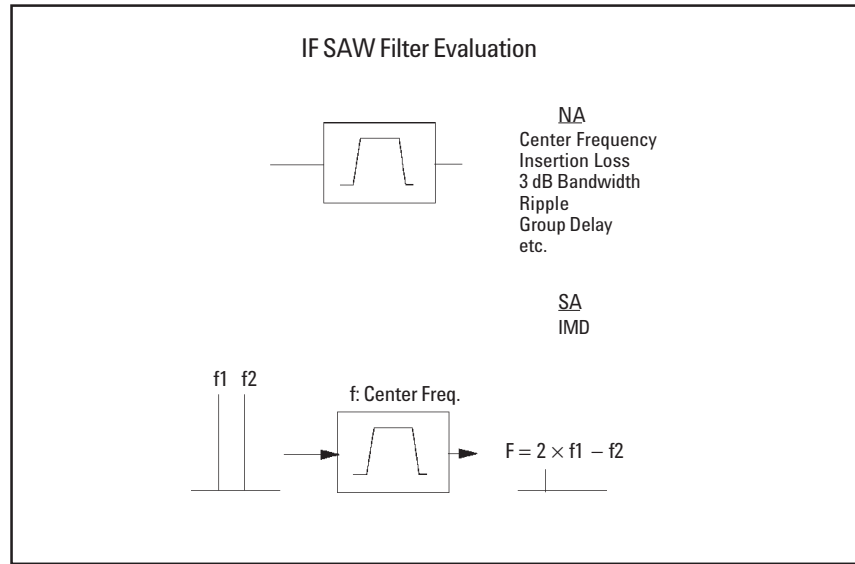 IF SAW Filter Evaluation
NA
Center Frequency
Insertion Loss
3 dB Bandwidth
Ripple
Group Delay
etc.
SA
IMD
f1 f2
f: Center Freq.
F = 2 × f1 – f2